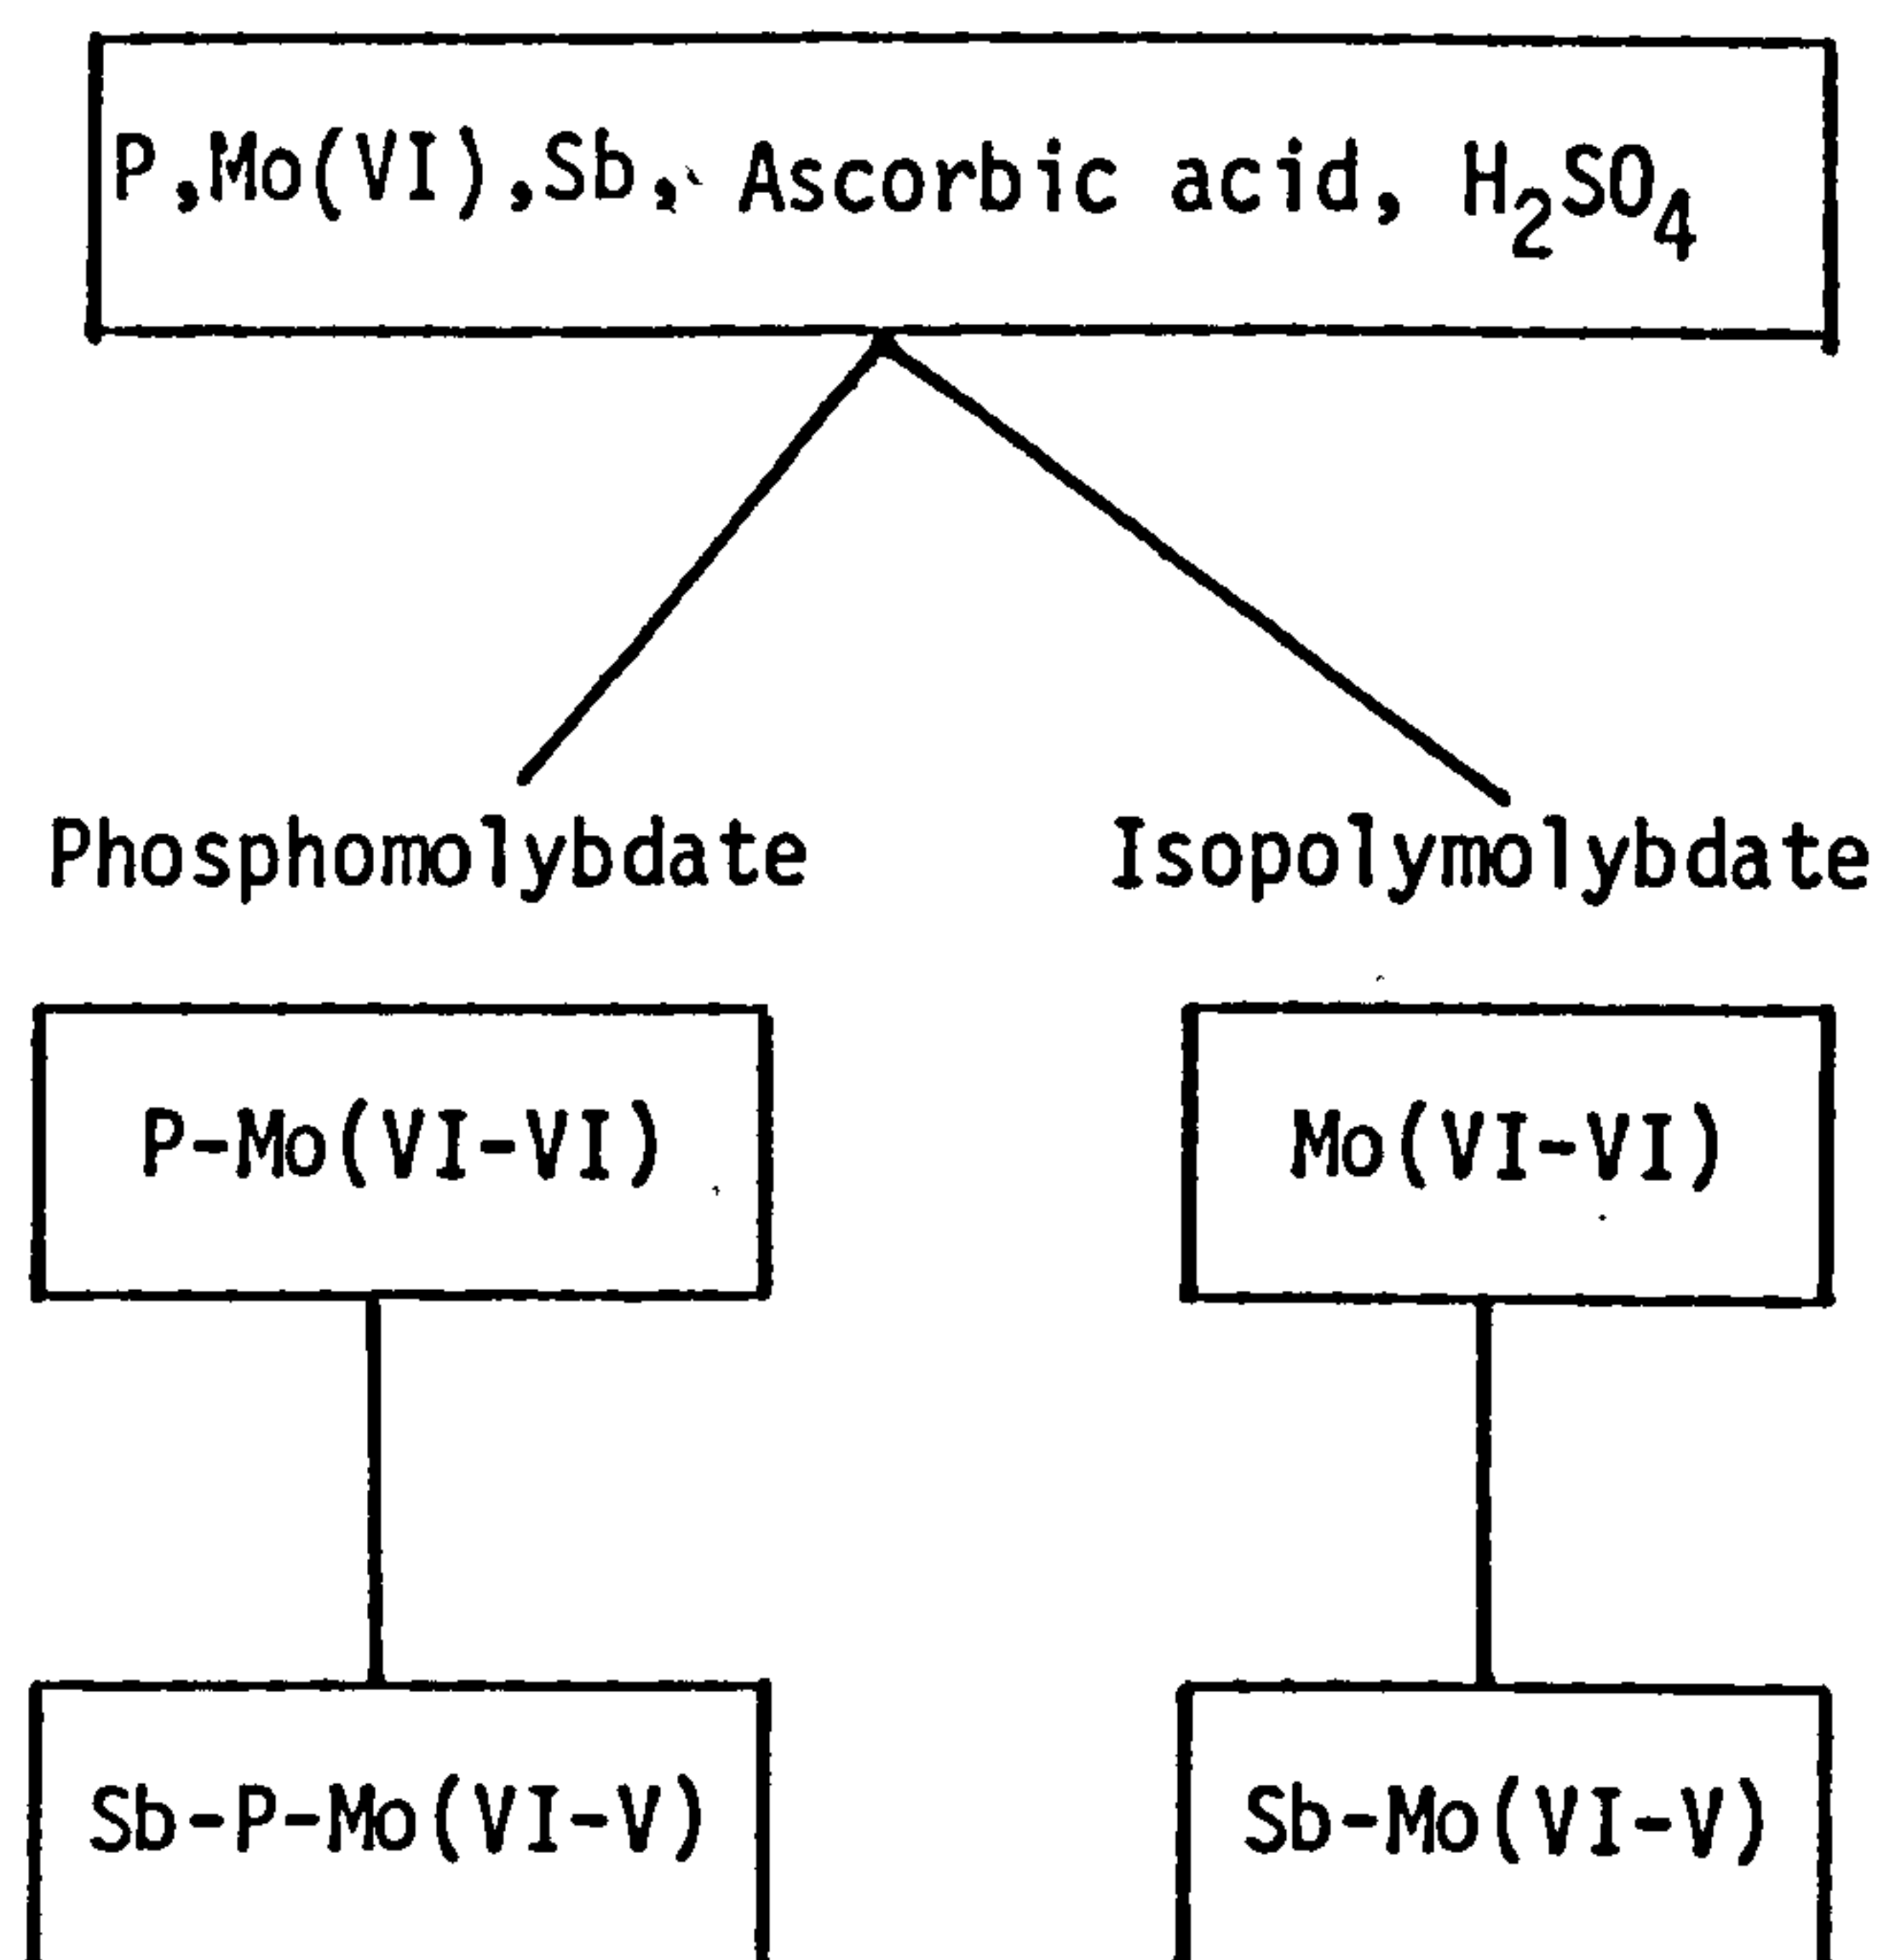 P,Mo(VI),Sb, Ascorbic acid, H₂SO₄
Phosphomolybdate
Isopolymolybdate
P-Mo(VI-VI)
Mo(VI-VI)
Sb-P-Mo(VI-V)
Sb-Mo(VI-V)